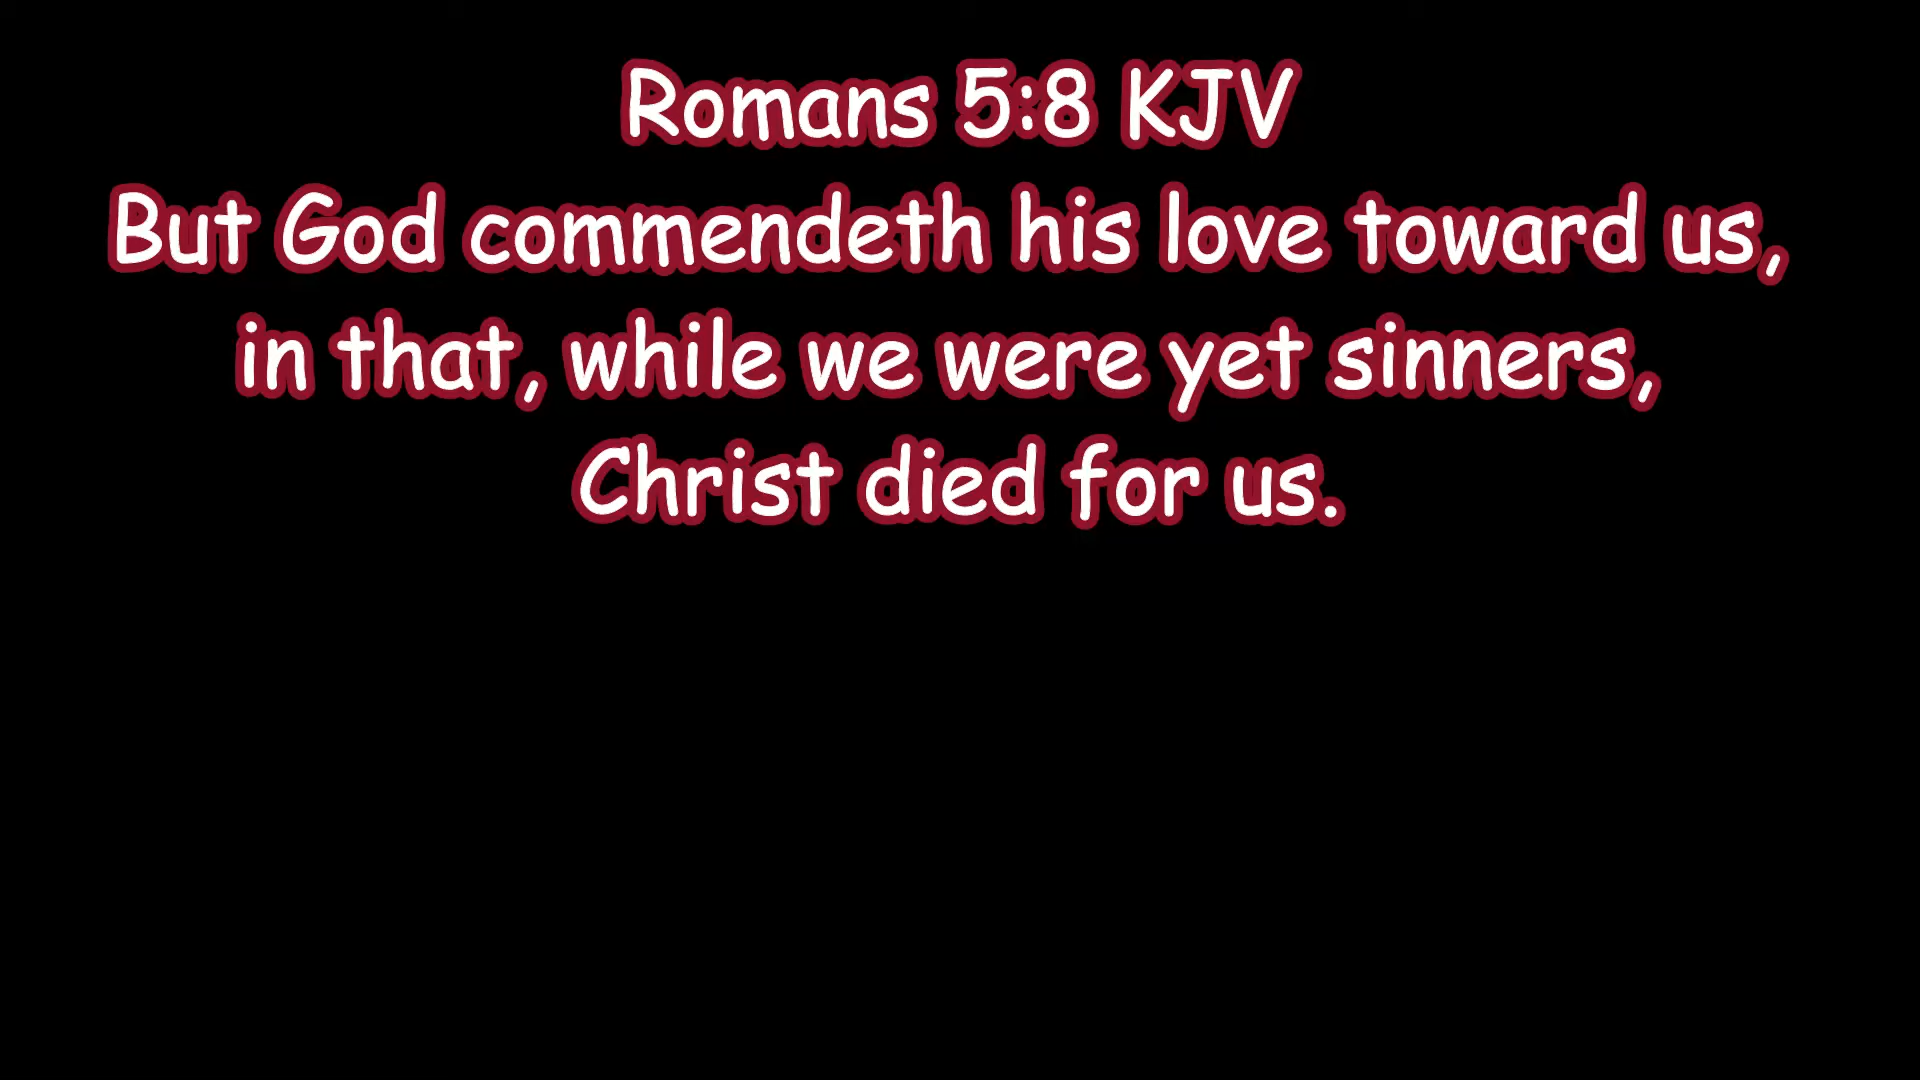 Romans 5:8 KJV
But God commendeth his love toward us,
in that, while we were yet sinners,
Christ died for us.